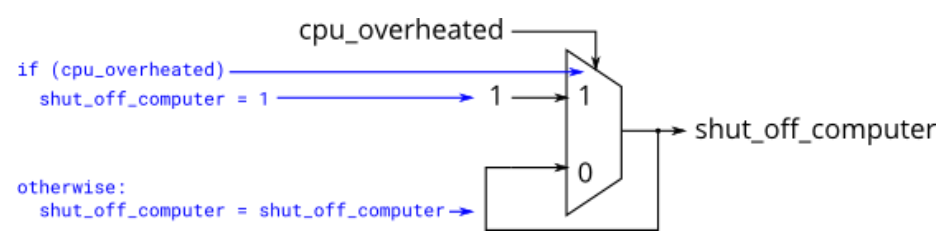 cpu_overheated
if (cpu_overheated)
shut_off_computer = 1
1
1
shut_off_computer
0
otherwise:
shut_off_computer = shut_off_computer